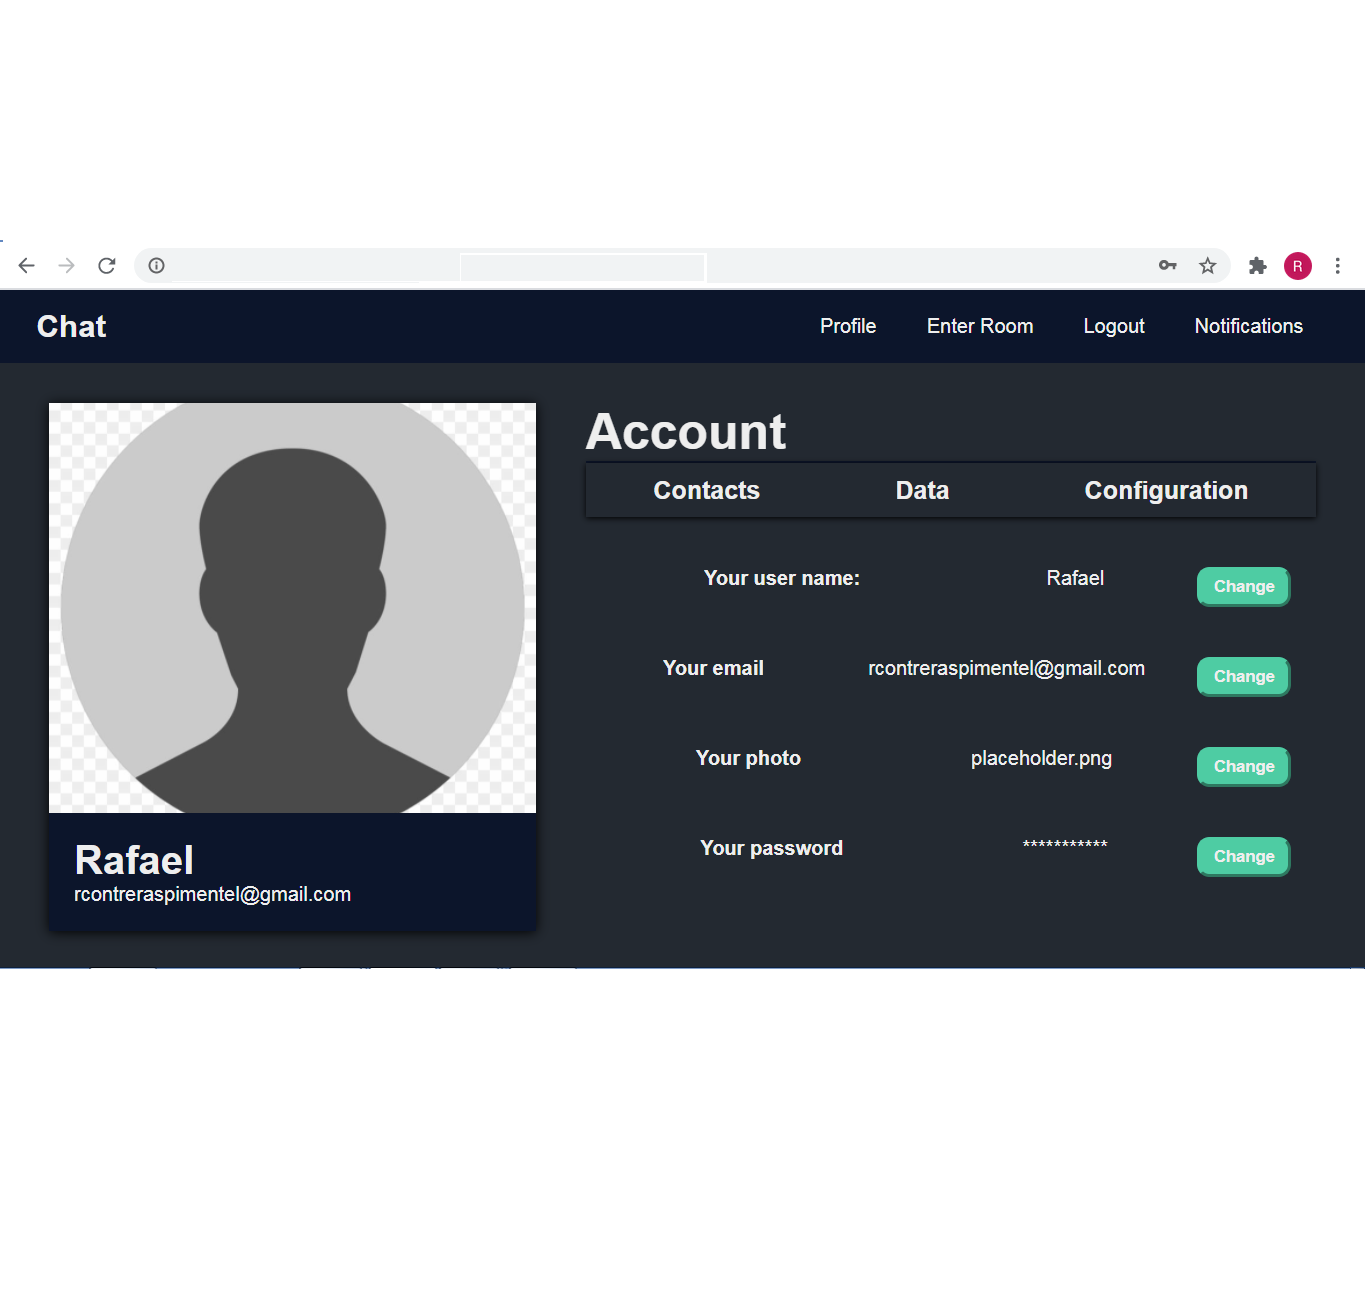 R
Chat
Profile Enter Room Logout Notifications
Account
Contacts Data Configuration
Your user name: Rafael Change
Your email rcontreraspimentel@gmail.com Change
Your photo placeholder.png Change
Your password *********** Change
Rafael
rcontreraspimentel@gmail.com